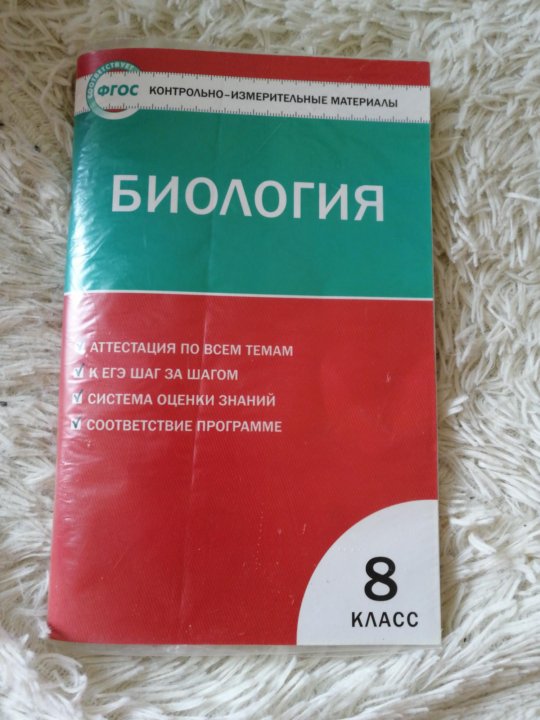 СООТВЕТСТВУЕТ
ФГОС
КОНТРОЛЬНО-ИЗМЕРИТЕЛЬНЫЕ МАТЕРИАЛЫ
БИОЛОГИЯ
АТТЕСТАЦИЯ ПО ВСЕМ ТЕМАМ
К ЕГЭ ШАГ ЗА ШАГОМ
СИСТЕМА ОЦЕНКИ ЗНАНИЙ
СООТВЕТСТВИЕ ПРОГРАММЕ
8
КЛАСС